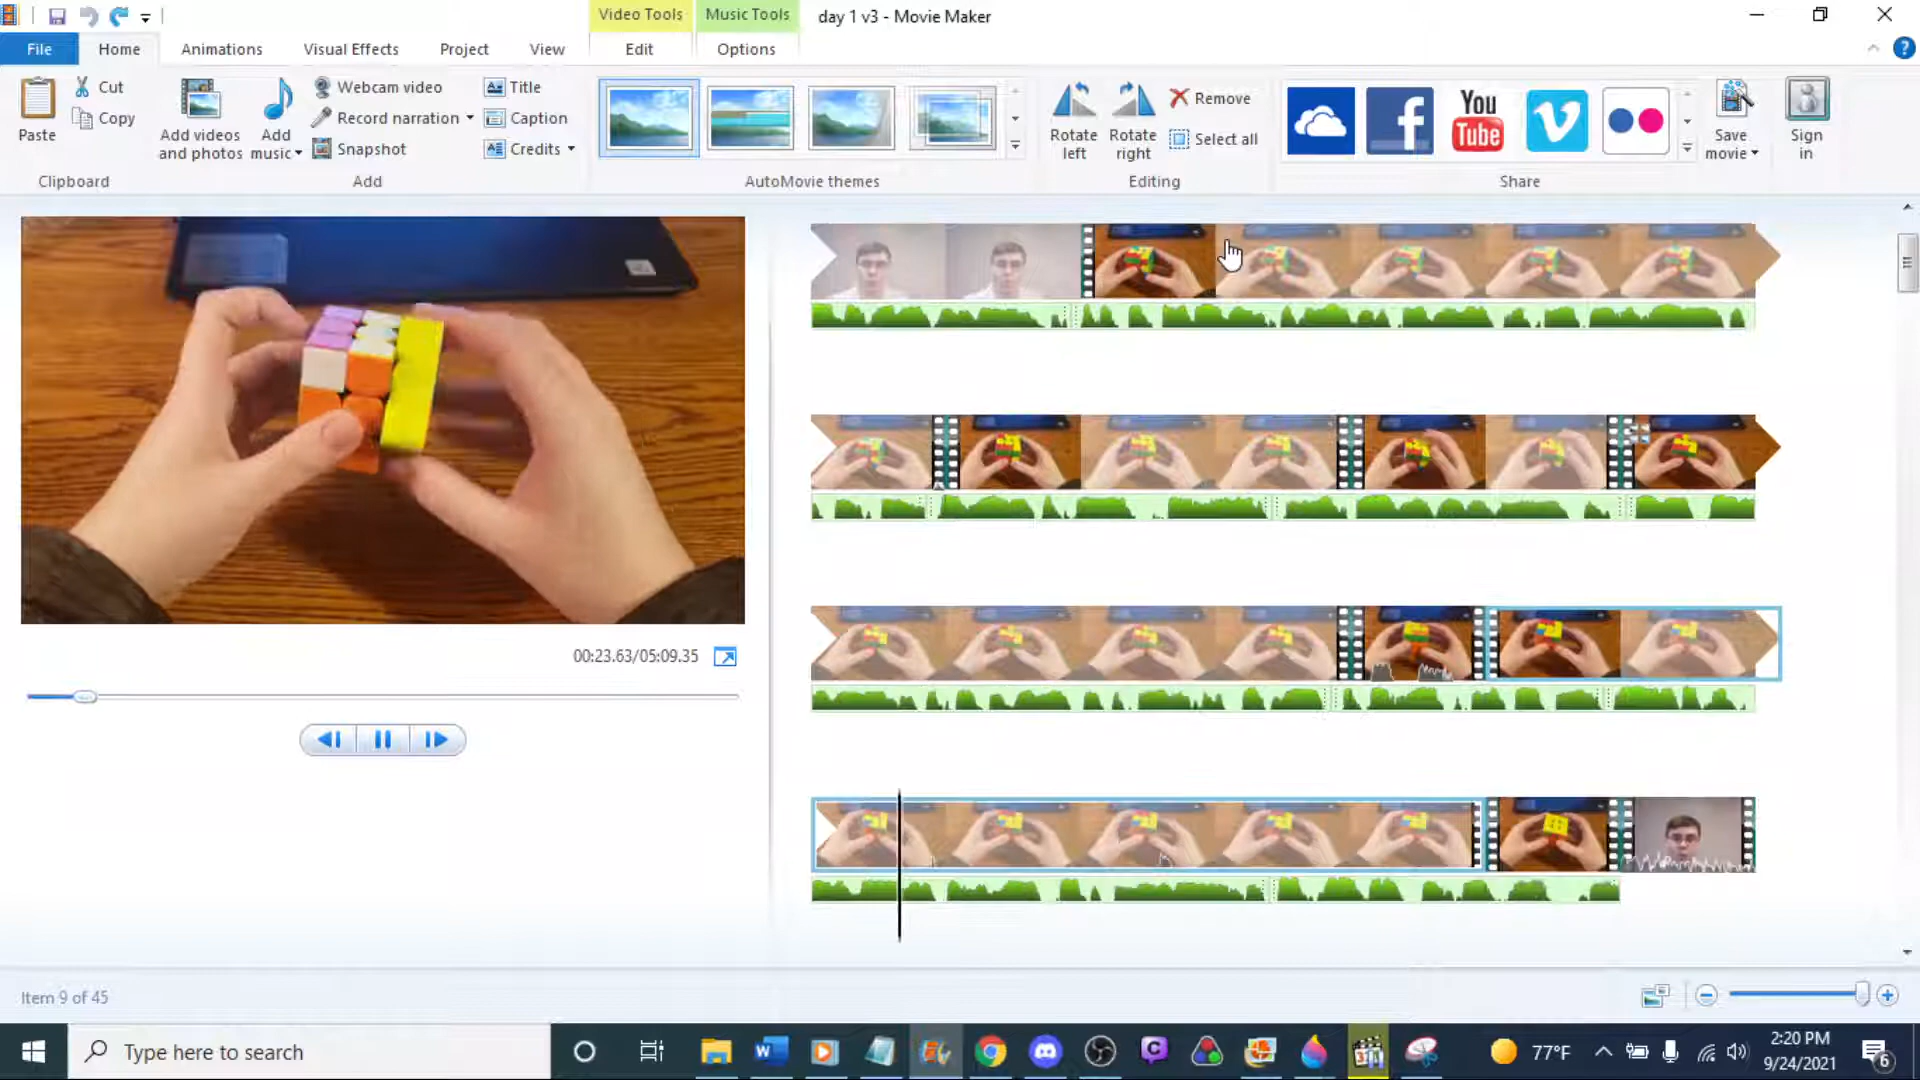 Video Tools
Music Tools
day 1 v3 - Movie Maker
File
Home
Animations
Visual Effects
Project
View
Edit
Options
Paste
Cut
Copy
Clipboard
Add videos
and photos
Add
music
Webcam video
Record narration
Snapshot
Title
Caption
Credits
Add
AutoMovie themes
Rotate
left
Rotate
right
Remove
Select all
Editing
You
Tube
Share
Save
movie
Sign
in
00:23.63/05:09.35
Item 9 of 45
Type here to search
77°F
2:20 PM
9/24/2021
6